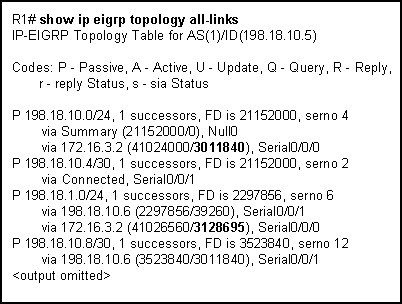 R1# show ip eigrp topology all-links
IP-EIGRP Topology Table for AS(1)/ID(198.18.10.5)
Codes: P - Passive, A - Active, U - Update, Q - Query, R - Reply,
r - reply Status, s - sia Status
P 198.18.10.0/24, 1 successors, FD is 21152000, serno 4
via Summary (21152000/0), Null0
via 172.16.3.2 (41024000/3011840), Serial0/0/0
P 198.18.10.4/30, 1 successors, FD is 21152000, serno 2
via Connected, Serial0/0/1
P 198.18.1.0/24, 1 successors, FD is 2297856, serno 6
via 198.18.10.6 (2297856/39260), Serial0/0/1
via 172.16.3.2 (41026560/3128695), Serial0/0/0
P 198.18.10.8/30, 1 successors, FD is 3523840, serno 12
via 198.18.10.6 (3523840/3011840), Serial0/0/1
<output omitted>